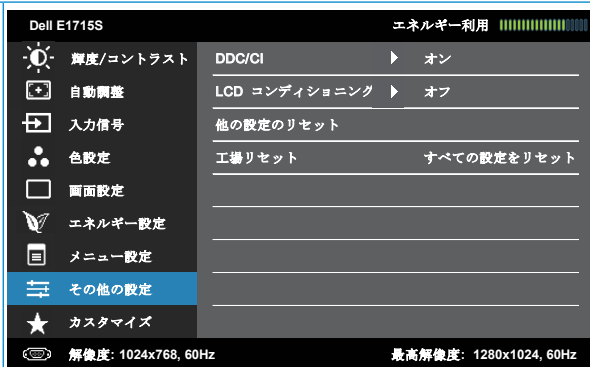 Dell E1715S エネルギー利用
輝度/コントラスト DDC/CI オン
自動調整 LCD コンディショニング オフ
入力信号 他の設定のリセット
色設定 工場リセット すべての設定をリセット
画面設定
エネルギー設定
メニュー設定
その他の設定
カスタマイズ
解像度: 1024x768, 60Hz 最高解像度: 1280x1024, 60Hz